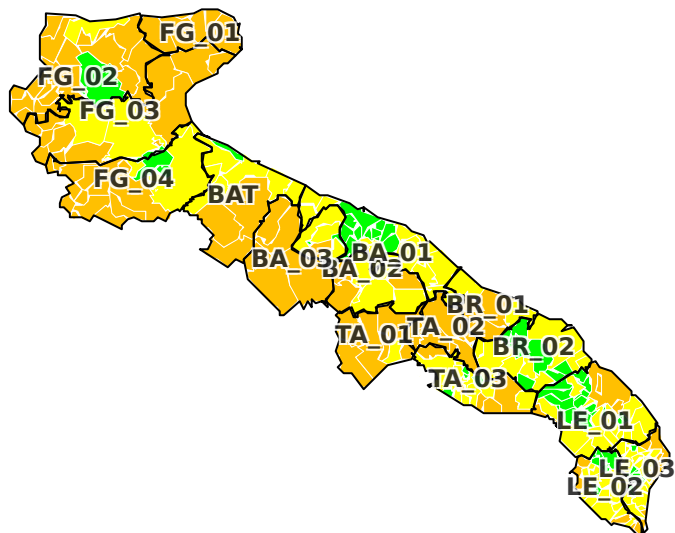 FG_01
FG_02
FG_03
FG_04
BAT
BA_01
BA_03
BA_02
BR_01
TA_02
TA_01
BR_02
TA_03
LE_01
LE_03
LE_02